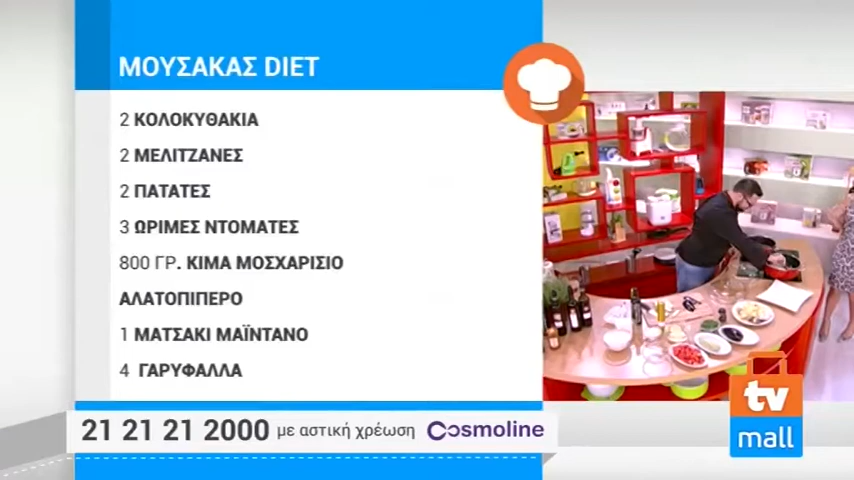 ΜΟΥΣΑΚΑΣ DIET
2 ΚΟΛΟΚΥΘΑΚΙΑ
2 ΜΕΛΙΤΖΑΝΕΣ
2 ΠΑΤΑΤΕΣ
3 ΩΡΙΜΕΣ ΝΤΟΜΑΤΕΣ
800 ΓΡ. ΚΙΜΑ ΜΟΣΧΑΡΙΣΙΟ
ΑΛΑΤΟΠΙΠΕΡΟ
1 ΜΑΤΣΑΚΙ ΜΑΪΝΤΑΝΟ
4 ΓΑΡΥΦΑΛΛΑ
21 21 21 2000 με αστική χρέωση Cosmoline
tv
mall